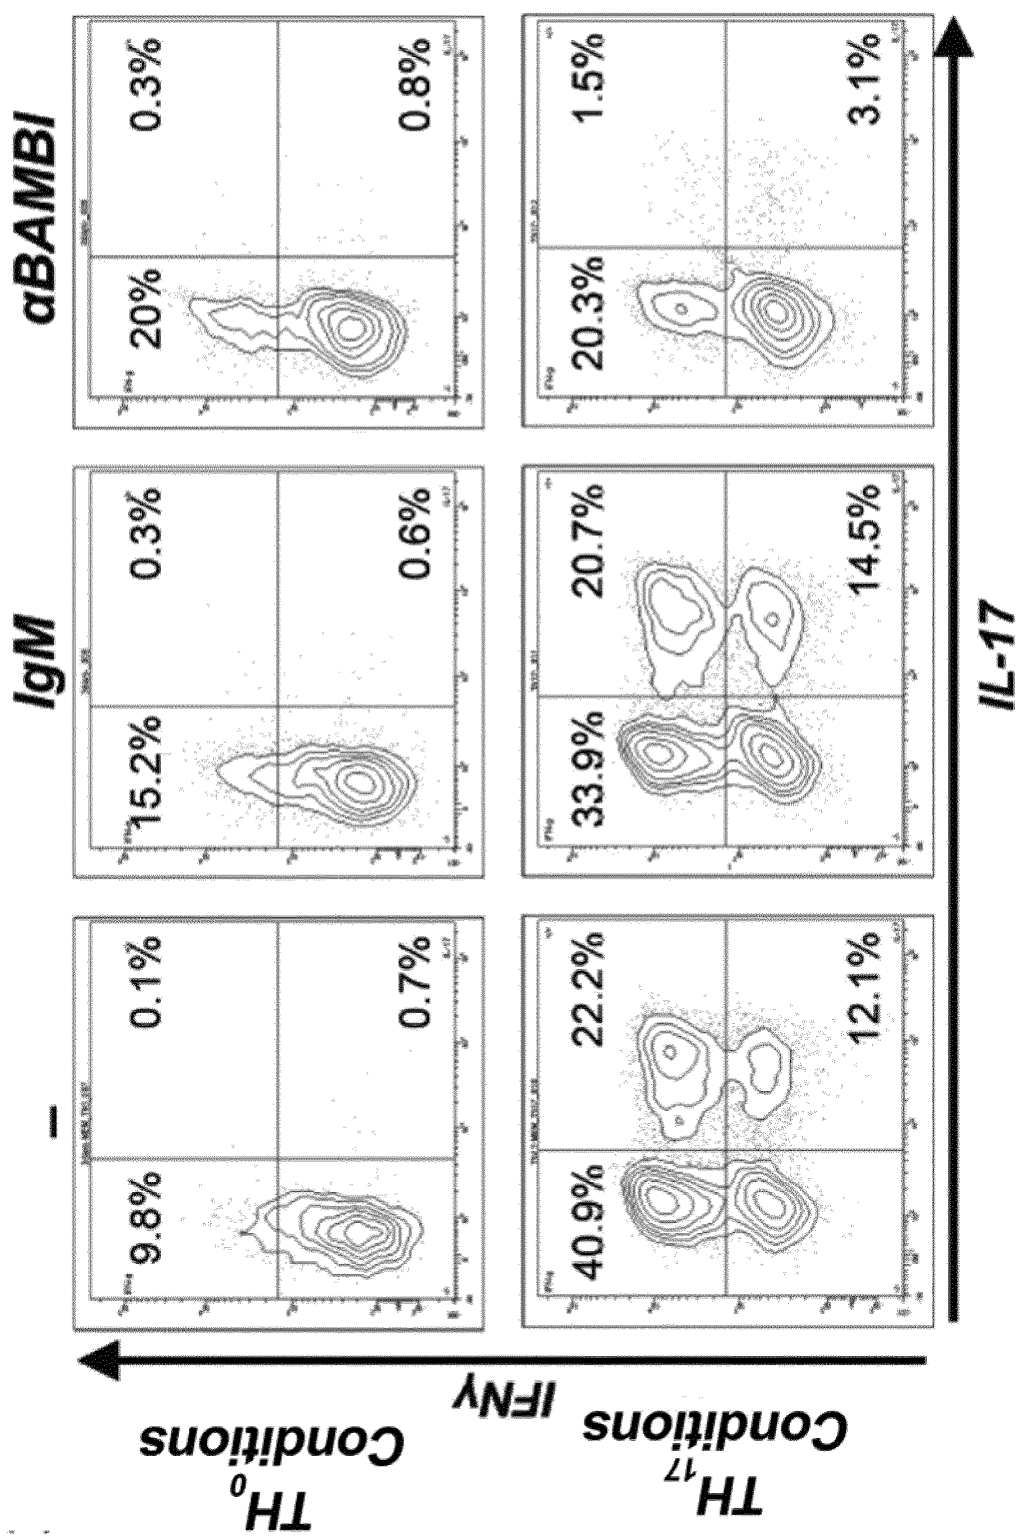 – IgM αBAMBI
TH0
Conditions
9.8% 0.1%
0.7%
15.2% 0.3%
0.6%
20% 0.3%
0.8%
IFNγ
TH17
Conditions
40.9% 22.2%
12.1%
33.9% 20.7%
14.5%
20.3% 1.5%
3.1%
IL-17